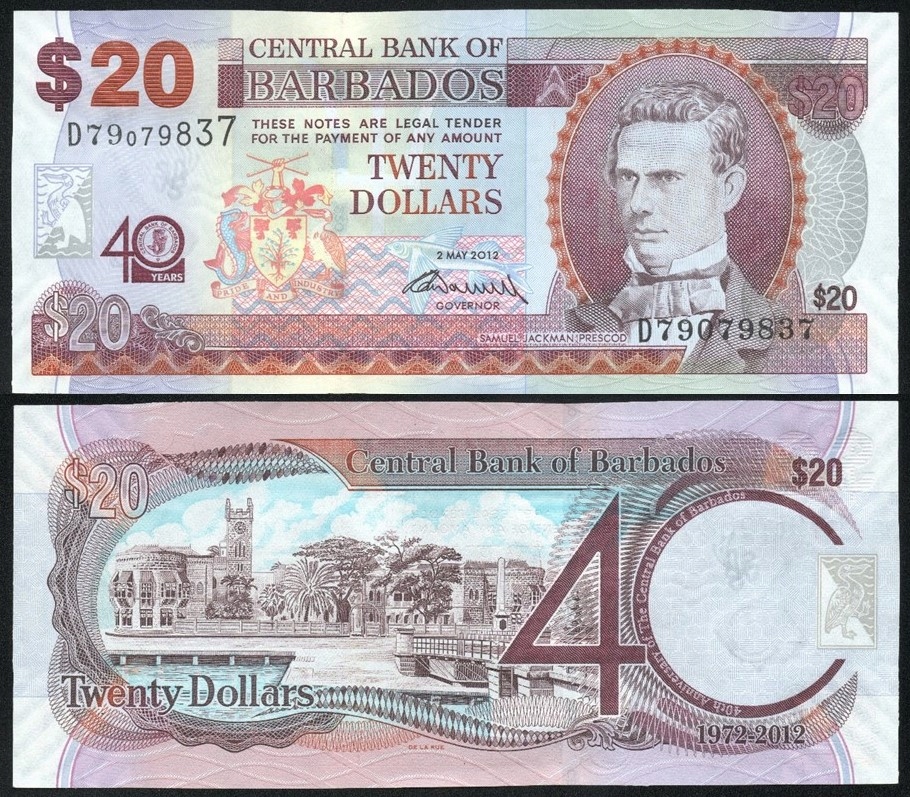 $20
CENTRAL BANK OF
BARBADOS
$20
D79079837
THESE NOTES ARE LEGAL TENDER
FOR THE PAYMENT OF ANY AMOUNT
TWENTY
DOLLARS
40
YEARS
PRIDE AND INDUSTRY
2 MAY 2012
GOVERNOR
$20
$20
SAMUEL JACKMAN PRESCOD
D79079837
$20
Central Bank of Barbados
$20
40
40th Anniversary of The Central Bank of Barbados
Twenty Dollars
1972-2012
DE LA RUE